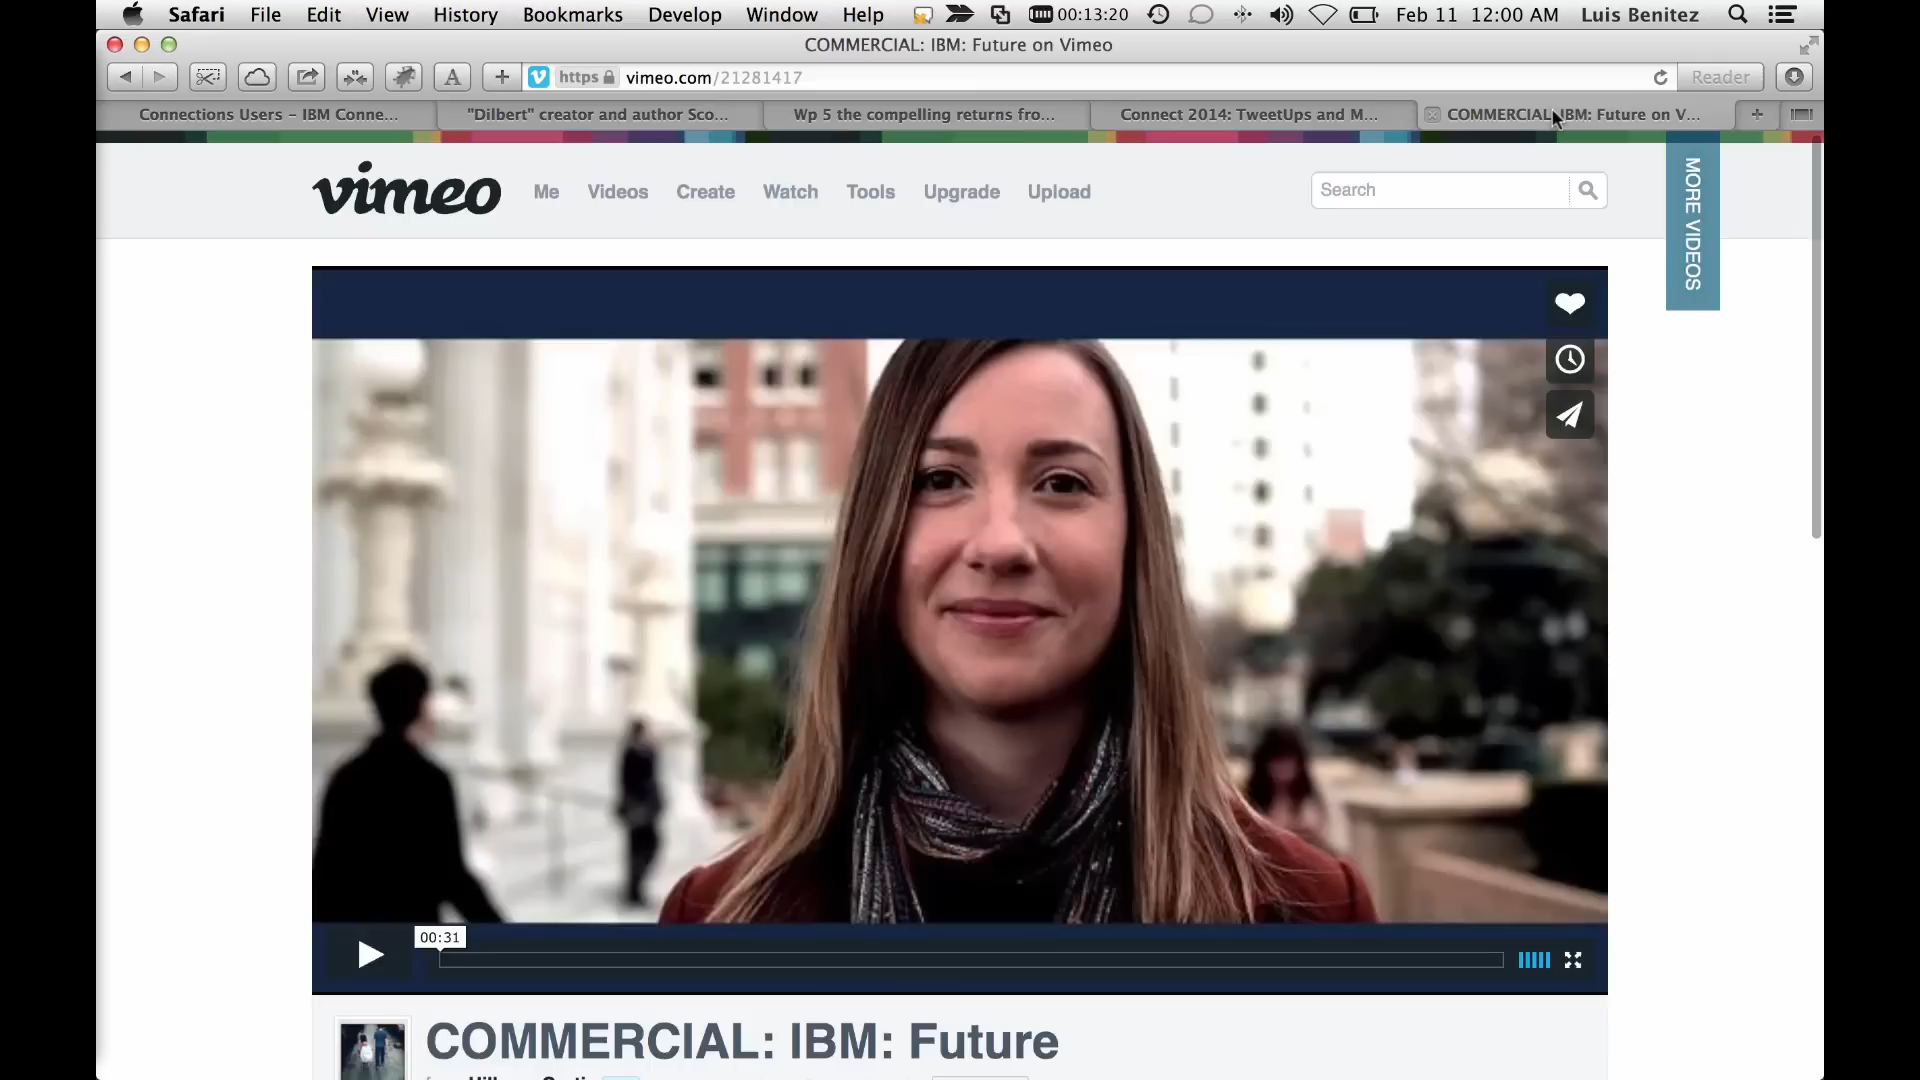 Safari File Edit View History Bookmarks Develop Window Help 00:13:20 Feb 11 12:00 AM Luis Benitez
COMMERCIAL: IBM: Future on Vimeo
A + https vimeo.com/21281417 Reader
Connections Users – IBM Conne... "Dilbert" creator and author Sco... Wp 5 the compelling returns fro... Connect 2014: TweetUps and M... COMMERCIAL: IBM: Future on V... +
vimeo Me Videos Create Watch Tools Upgrade Upload Search
MORE VIDEOS
00:31
COMMERCIAL: IBM: Future